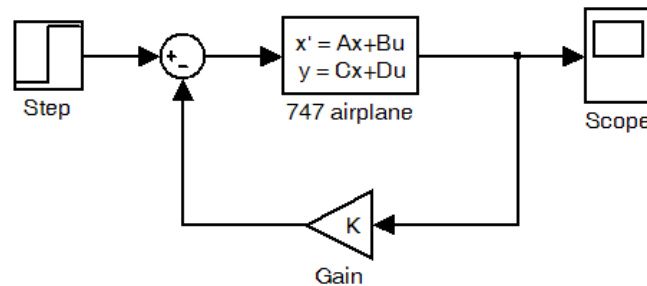 x' = Ax+Bu
y = Cx+Du
Step
747 airplane
Scope
K
Gain